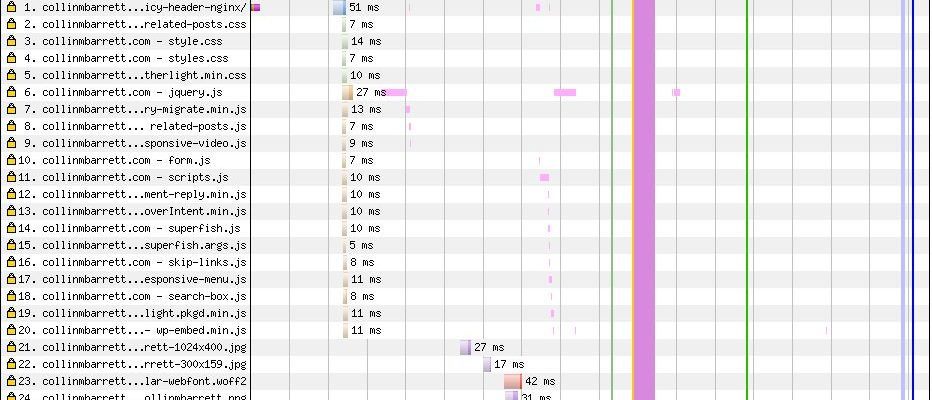 1. collinmbarrett...icy-header-nginx/ 51 ms
2. collinmbarrett...related-posts.css 7 ms
3. collinmbarrett.com - style.css 14 ms
4. collinmbarrett.com - styles.css 7 ms
5. collinmbarrett...therlight.min.css 10 ms
6. collinmbarrett.com - jquery.js 27 ms
7. collinmbarrett...ry-migrate.min.js 13 ms
8. collinmbarrett... related-posts.js 7 ms
9. collinmbarrett...sponsive-video.js 9 ms
10. collinmbarrett.com - form.js 7 ms
11. collinmbarrett.com - scripts.js 10 ms
12. collinmbarrett...ment-reply.min.js 10 ms
13. collinmbarrett...overIntent.min.js 10 ms
14. collinmbarrett.com - superfish.js 10 ms
15. collinmbarrett...superfish.args.js 5 ms
16. collinmbarrett.com - skip-links.js 8 ms
17. collinmbarrett...esponsive-menu.js 11 ms
18. collinmbarrett.com - search-box.js 8 ms
19. collinmbarrett...light.pkgd.min.js 11 ms
20. collinmbarrett...- wp-embed.min.js 11 ms
21. collinmbarrett...rett-1024x400.jpg 27 ms
22. collinmbarrett...rrett-300x159.jpg 17 ms
23. collinmbarrett...lar-webfont.woff2 42 ms
24. collinmbarrett...ollinmbarrett.png 31 ms